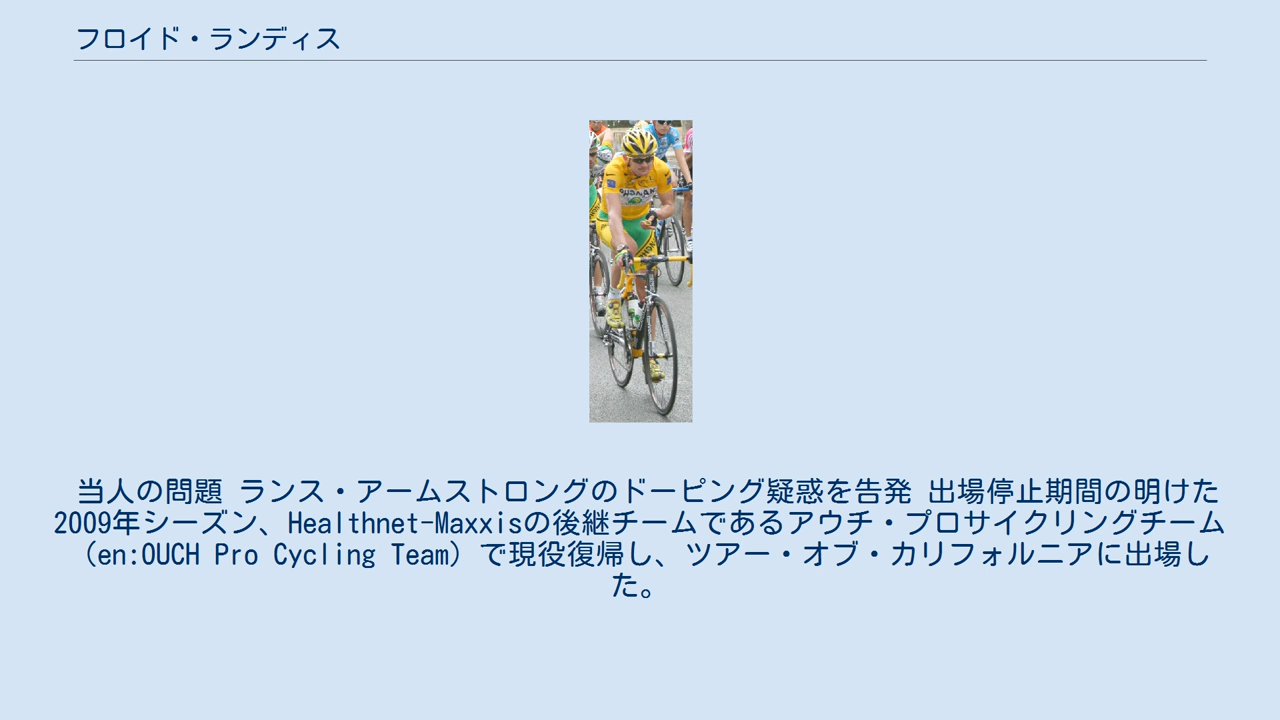 フロイド・ランディス
当人の問題 ランス・アームストロングのドーピング疑惑を告発 出場停止期間の明けた
2009年シーズン、Healthnet-Maxxisの後継チームであるアウチ・プロサイクリングチーム
（en:OUCH Pro Cycling Team）で現役復帰し、ツアー・オブ・カリフォルニアに出場し
た。